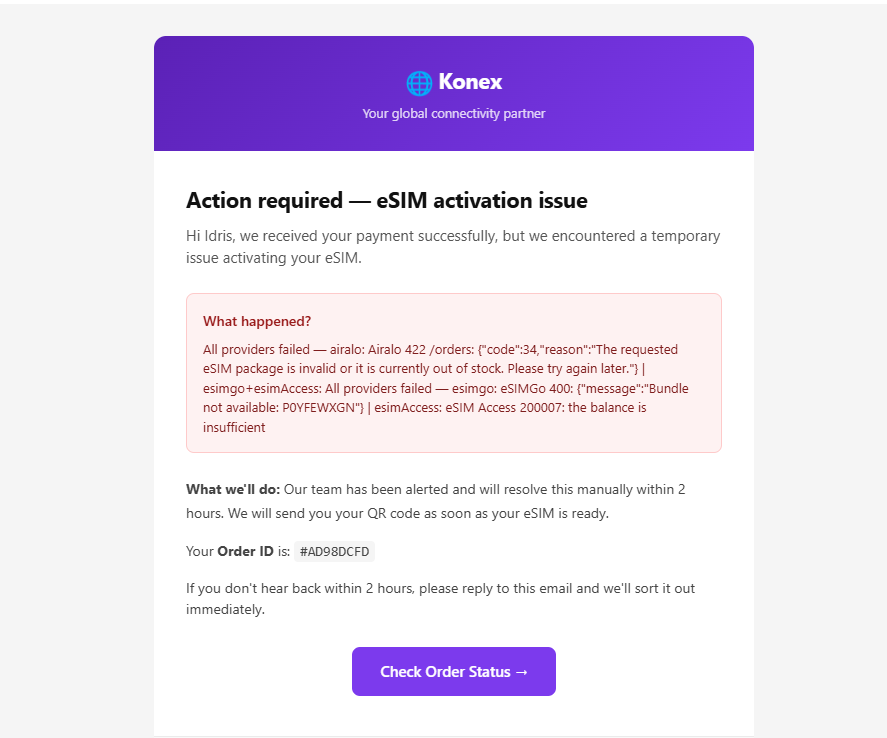 Konex
Your global connectivity partner
Action required — eSIM activation issue
Hi Idris, we received your payment successfully, but we encountered a temporary
issue activating your eSIM.
What happened?
All providers failed — airalo: Airalo 422 /orders: {"code":34,"reason":"The requested
eSIM package is invalid or it is currently out of stock. Please try again later."} |
esimgo+esimAccess: All providers failed — esimgo: eSIMGo 400: {"message":"Bundle
not available: P0YFEWXGN"} | esimAccess: eSIM Access 200007: the balance is
insufficient
What we'll do: Our team has been alerted and will resolve this manually within 2
hours. We will send you your QR code as soon as your eSIM is ready.
Your Order ID is: #AD98DCFD
If you don't hear back within 2 hours, please reply to this email and we'll sort it out
immediately.
Check Order Status →